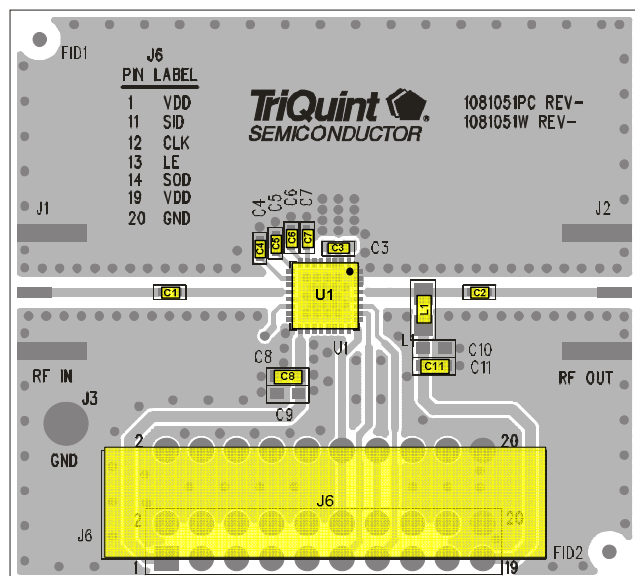 FID1
J6
PIN LABEL
1 VDD
11 SID
12 CLK
13 LE
14 SOD
19 VDD
20 GND
TriQuint
SEMICONDUCTOR
1081051PC REV-
1081051W REV-
J1
J2
C4
C5
C6
C7
C4
C5
C6
C7
C3
C3
C1
U1
C2
L1
L1
U1
C8
C10
C8
C11
C11
C9
RF IN
RF OUT
J3
GND
2
20
J6
2
20
J6
FID2
1
19